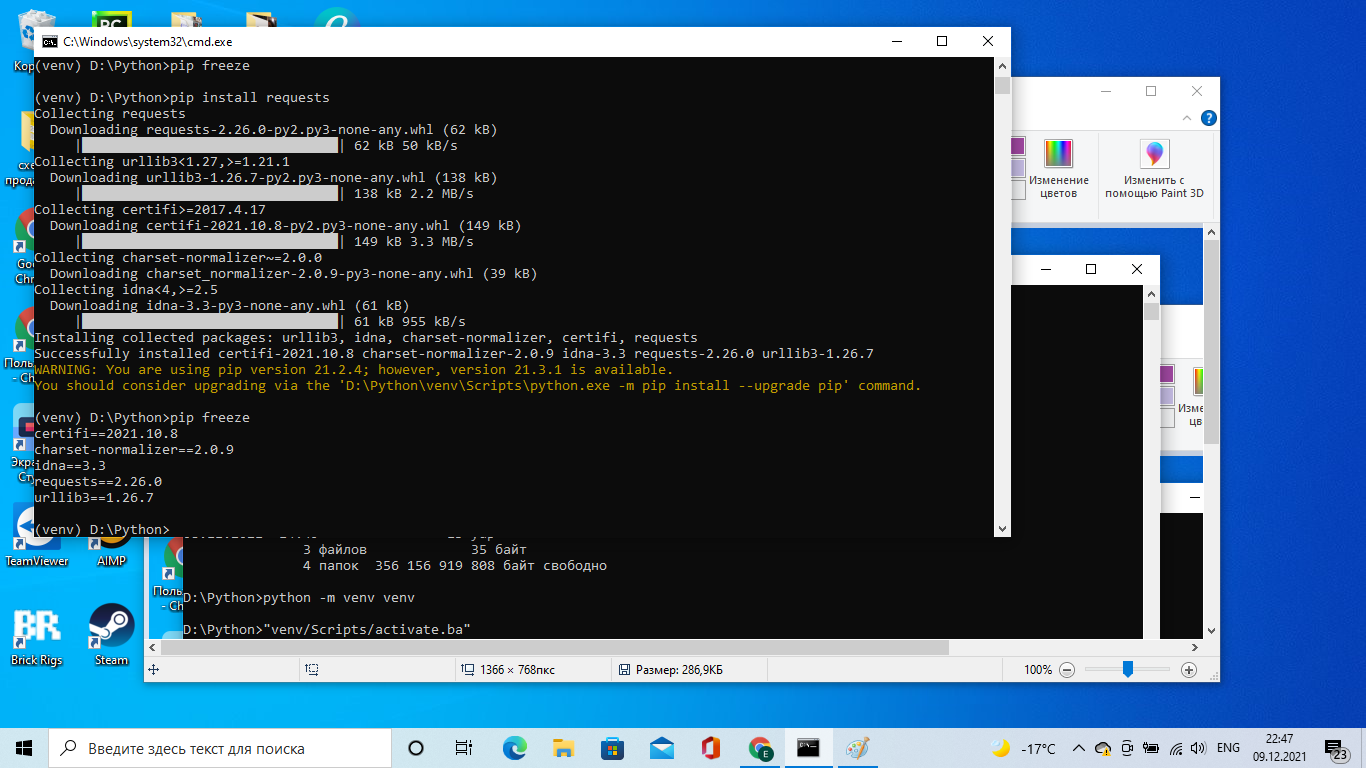 C:\Windows\system32\cmd.exe
(venv) D:\Python>pip freeze
(venv) D:\Python>pip install requests
Collecting requests
Downloading requests-2.26.0-py2.py3-none-any.whl (62 kB)
| 62 kB 50 kB/s
Collecting urllib3<1.27,>=1.21.1
Downloading urllib3-1.26.7-py2.py3-none-any.whl (138 kB)
| 138 kB 2.2 MB/s
Collecting certifi>=2017.4.17
Downloading certifi-2021.10.8-py2.py3-none-any.whl (149 kB)
| 149 kB 3.3 MB/s
Collecting charset-normalizer~=2.0.0
Downloading charset_normalizer-2.0.9-py3-none-any.whl (39 kB)
Collecting idna<4,>=2.5
Downloading idna-3.3-py3-none-any.whl (61 kB)
| 61 kB 955 kB/s
Installing collected packages: urllib3, idna, charset-normalizer, certifi, requests
Successfully installed certifi-2021.10.8 charset-normalizer-2.0.9 idna-3.3 requests-2.26.0 urllib3-1.26.7
WARNING: You are using pip version 21.2.4; however, version 21.3.1 is available.
You should consider upgrading via the 'D:\Python\venv\Scripts\python.exe -m pip install --upgrade pip' command.
(venv) D:\Python>pip freeze
certifi==2021.10.8
charset-normalizer==2.0.9
idna==3.3
requests==2.26.0
urllib3==1.26.7
(venv) D:\Python>
3 файлов 35 байт
4 папок 356 156 919 808 байт свободно
D:\Python>python -m venv venv
D:\Python>"venv/Scripts/activate.ba"
Изменение
цветов
Изменить с
помощью Paint 3D
TeamViewer
AIMP
Brick Rigs
Steam
1366 × 768пкс
Размер: 286,9КБ
100%
Введите здесь текст для поиска
-17°C
ENG
22:47
09.12.2021
23